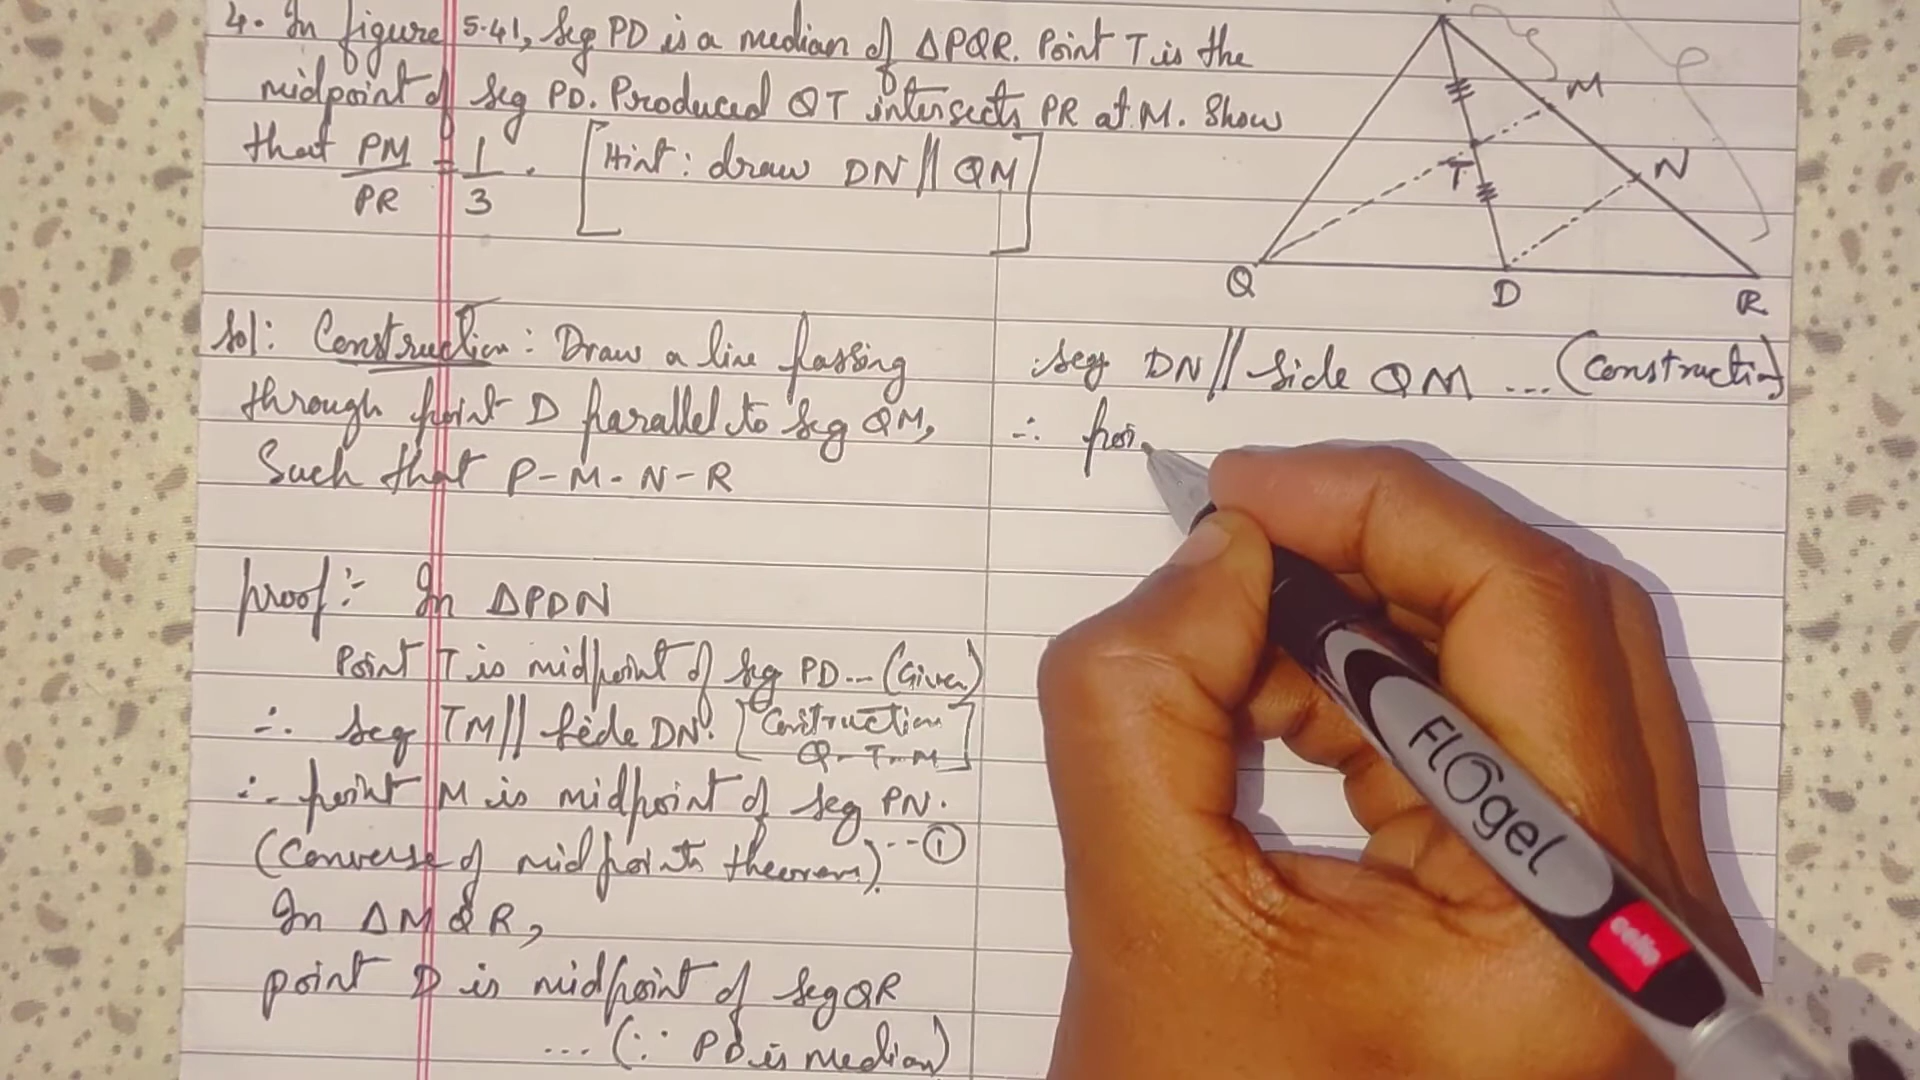 4. In figure 5.41, seg PD is a median of ΔPQR. Point T is the
midpoint of seg PD. Produced QT intersects PR at M. Show
that PM/PR = 1/3. [Hint: draw DN || QM]
M
N
T
Q
D
R
Sol: Construction: Draw a line passing
through point D parallel to seg QM,
Such that P-M-N-R
proof:- In ΔPDN
Point T is midpoint of seg PD... (Given)
∴ seg TM || side DN. [Construction
Q-T-M]
∴ point M is midpoint of seg PN.
(Converse of midpoints theorem). ...①
In ΔMQR,
point D is midpoint of seg QR
... (∵ PD is median)
seg DN || side QM ... (Construction)
∴ poi
FLOgel
cello